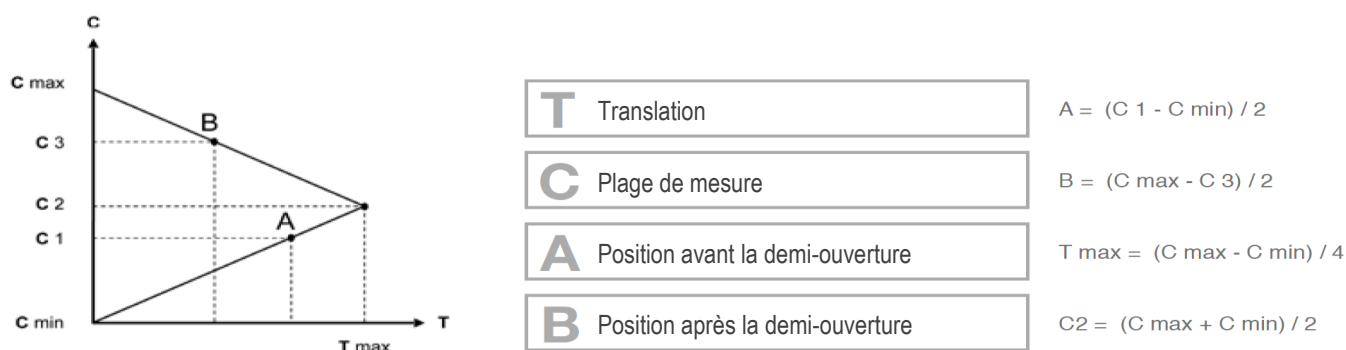 C
C max
C 3
C 2
C 1
C min
B
A
T
T max
T Translation
C Plage de mesure
A Position avant la demi-ouverture
B Position après la demi-ouverture
A = (C 1 - C min) / 2
B = (C max - C 3) / 2
T max = (C max - C min) / 4
C2 = (C max + C min) / 2